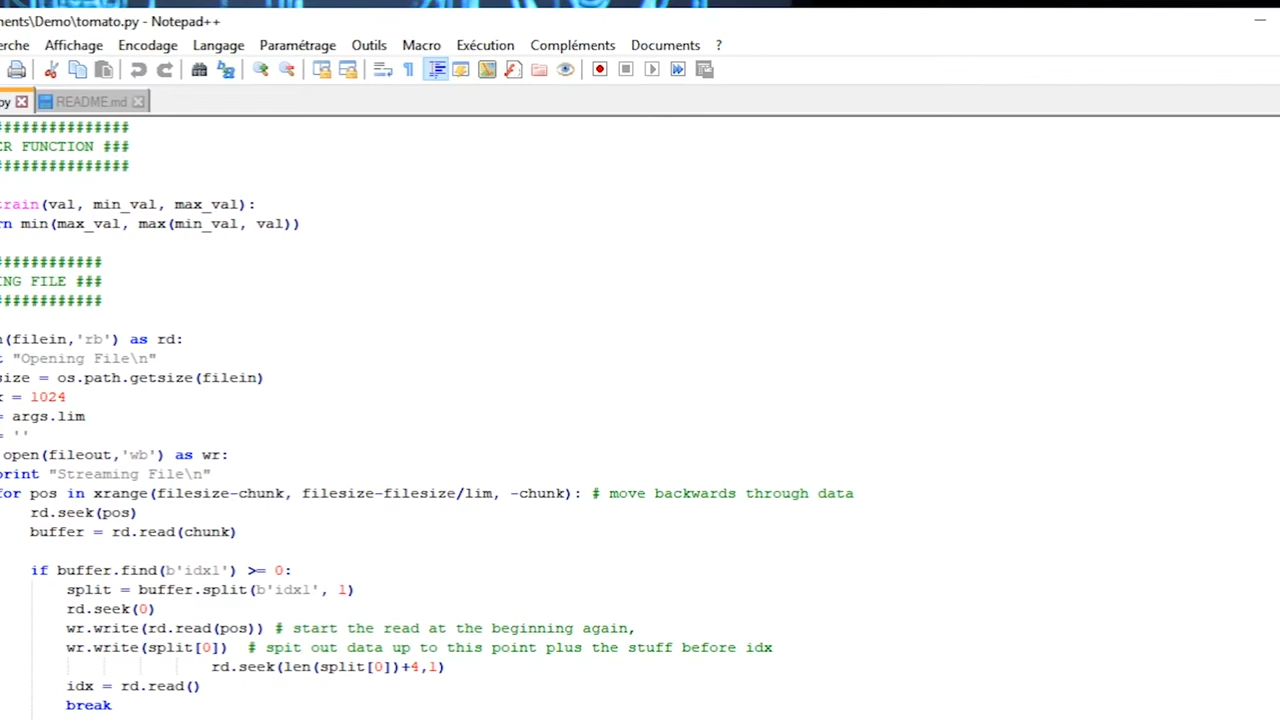 ments\Demo\tomato.py - Notepad++
erche Affichage Encodage Langage Paramétrage Outils Macro Exécution Compléments Documents ?
py README.md
###############
ER FUNCTION ###
###############
train(val, min_val, max_val):
rn min(max_val, max(min_val, val))
############
ING FILE ###
############
n(filein,'rb') as rd:
t "Opening File\n"
size = os.path.getsize(filein)
k = 1024
= args.lim
= ''
open(fileout,'wb') as wr:
print "Streaming File\n"
for pos in xrange(filesize-chunk, filesize-filesize/lim, -chunk): # move backwards through data
rd.seek(pos)
buffer = rd.read(chunk)
if buffer.find(b'idx1') >= 0:
split = buffer.split(b'idx1', 1)
rd.seek(0)
wr.write(rd.read(pos)) # start the read at the beginning again,
wr.write(split[0]) # spit out data up to this point plus the stuff before idx
rd.seek(len(split[0])+4,1)
idx = rd.read()
break